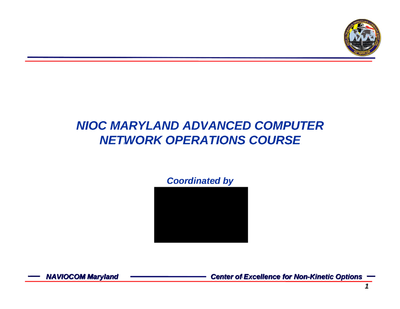 NIOC MARYLAND ADVANCED COMPUTER
NETWORK OPERATIONS COURSE
Coordinated by
NAVIOCOM Maryland
Center of Excellence for Non-Kinetic Options
1